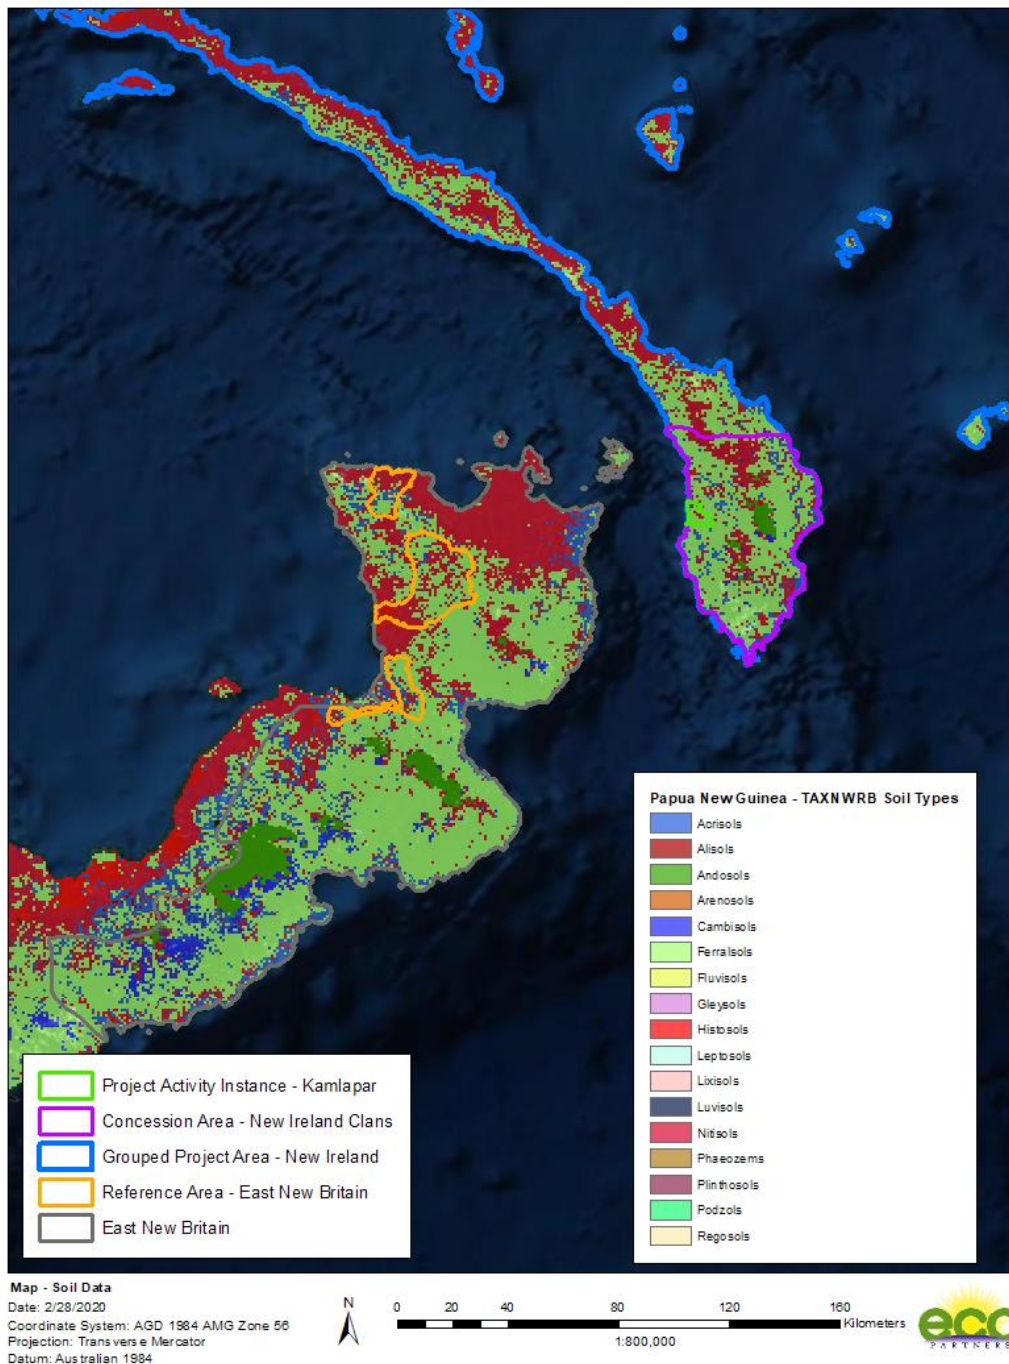 Papua New Guinea - TAXNWRB Soil Types
Acrisols
Alisols
Andosols
Arenosols
Cambisols
Ferralsols
Fluvisols
Gleysols
Histosols
Leptosols
Lixisols
Luvisols
Nitisols
Phaeozems
Plinthosols
Podzols
Regosols
Project Activity Instance - Kamlapar
Concession Area - New Ireland Clans
Grouped Project Area - New Ireland
Reference Area - East New Britain
East New Britain
Map - Soil Data
Date: 2/28/2020
Coordinate System: AGD 1984 AMG Zone 56
Projection: Transverse Mercator
Datum: Australian 1984
N
0 20 40 80 120 160
Kilometers
1:800,000
eco
PARTNERS